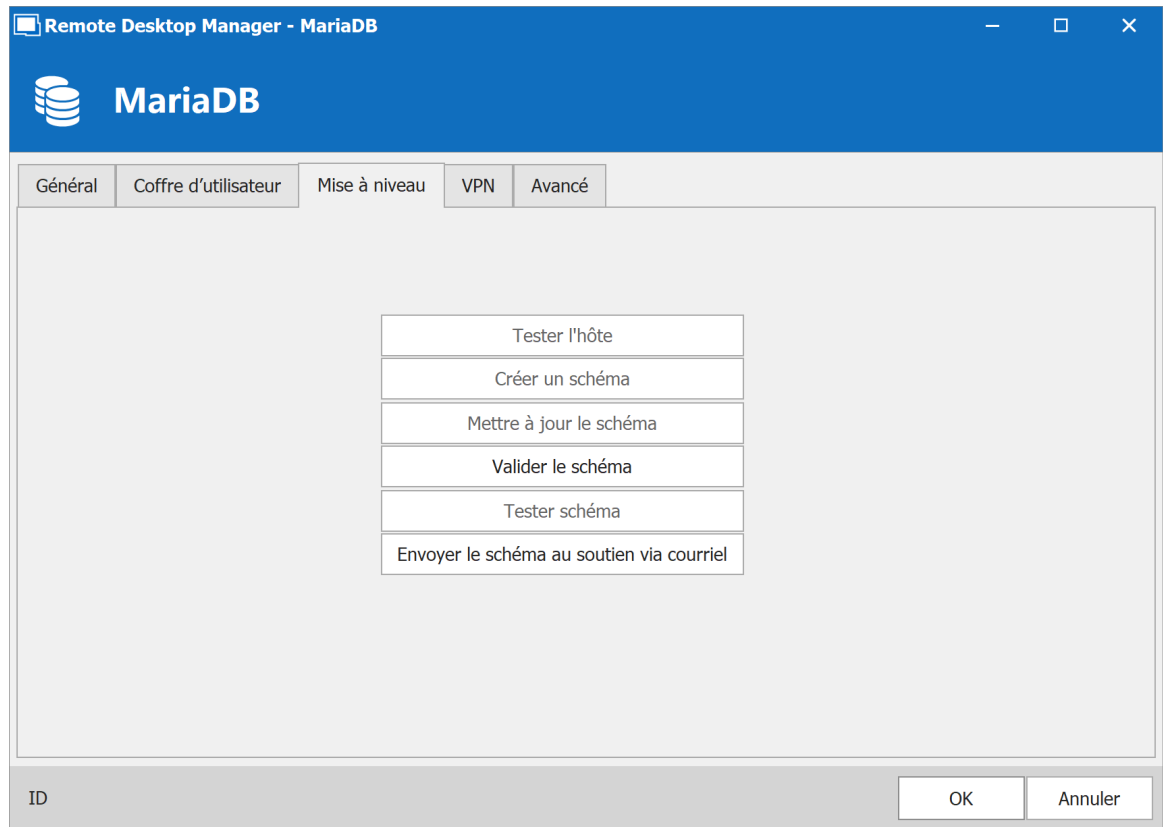 Remote Desktop Manager - MariaDB
MariaDB
Général Coffre d’utilisateur Mise à niveau VPN Avancé
Tester l'hôte
Créer un schéma
Mettre à jour le schéma
Valider le schéma
Tester schéma
Envoyer le schéma au soutien via courriel
ID OK Annuler